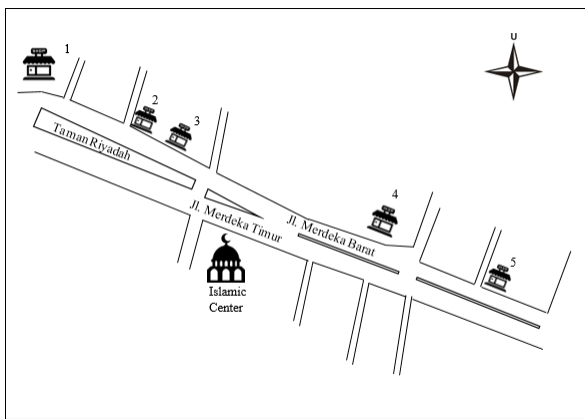 U
1
2
3
Taman Riyadah
4
Jl. Merdeka Timur
Jl. Merdeka Barat
5
Islamic
Center